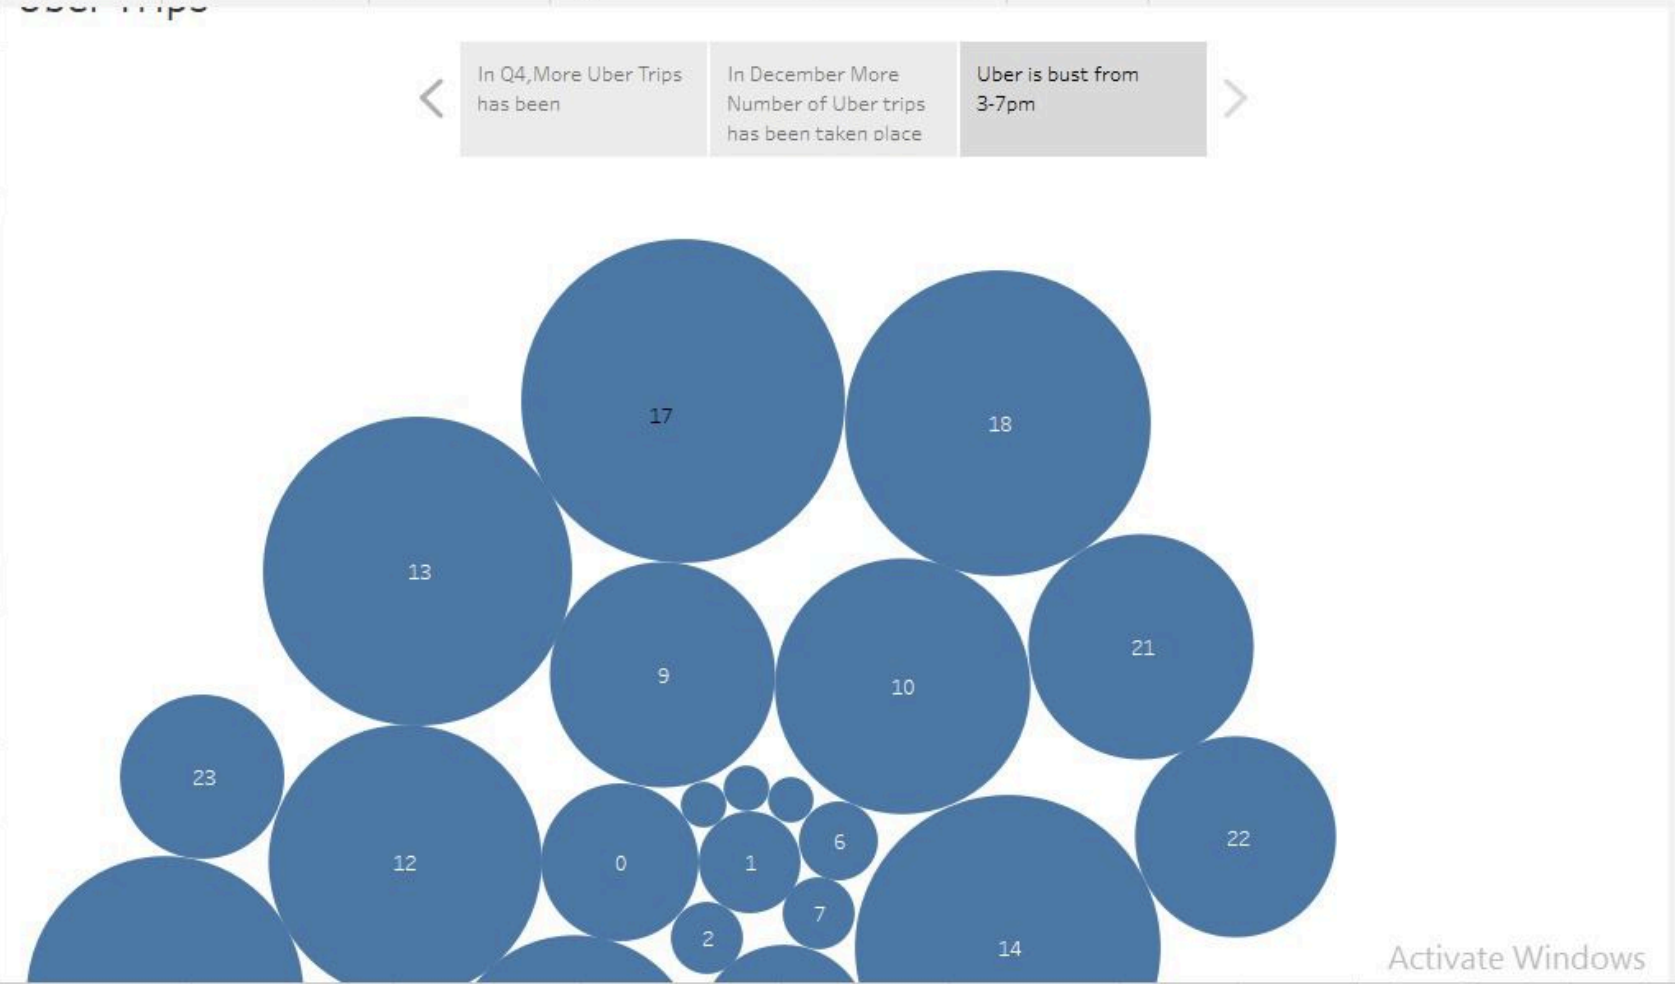 Uber Trips
In Q4,More Uber Trips
has been
In December More
Number of Uber trips
has been taken place
Uber is bust from
3-7pm
17
18
13
9
10
21
23
12
0
1
6
22
7
2
14
Activate Windows